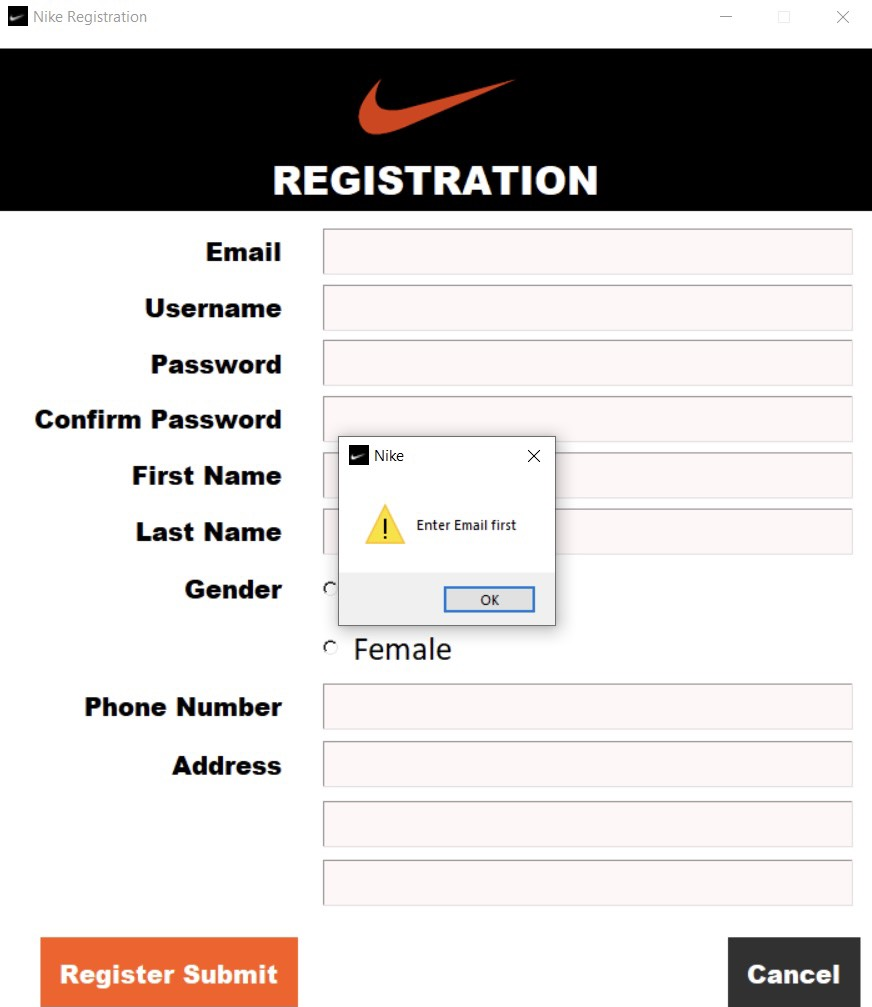 Nike Registration
REGISTRATION
Email
Username
Password
Confirm Password
First Name
Last Name
Gender
Nike
Enter Email first
OK
Female
Phone Number
Address
Register Submit
Cancel